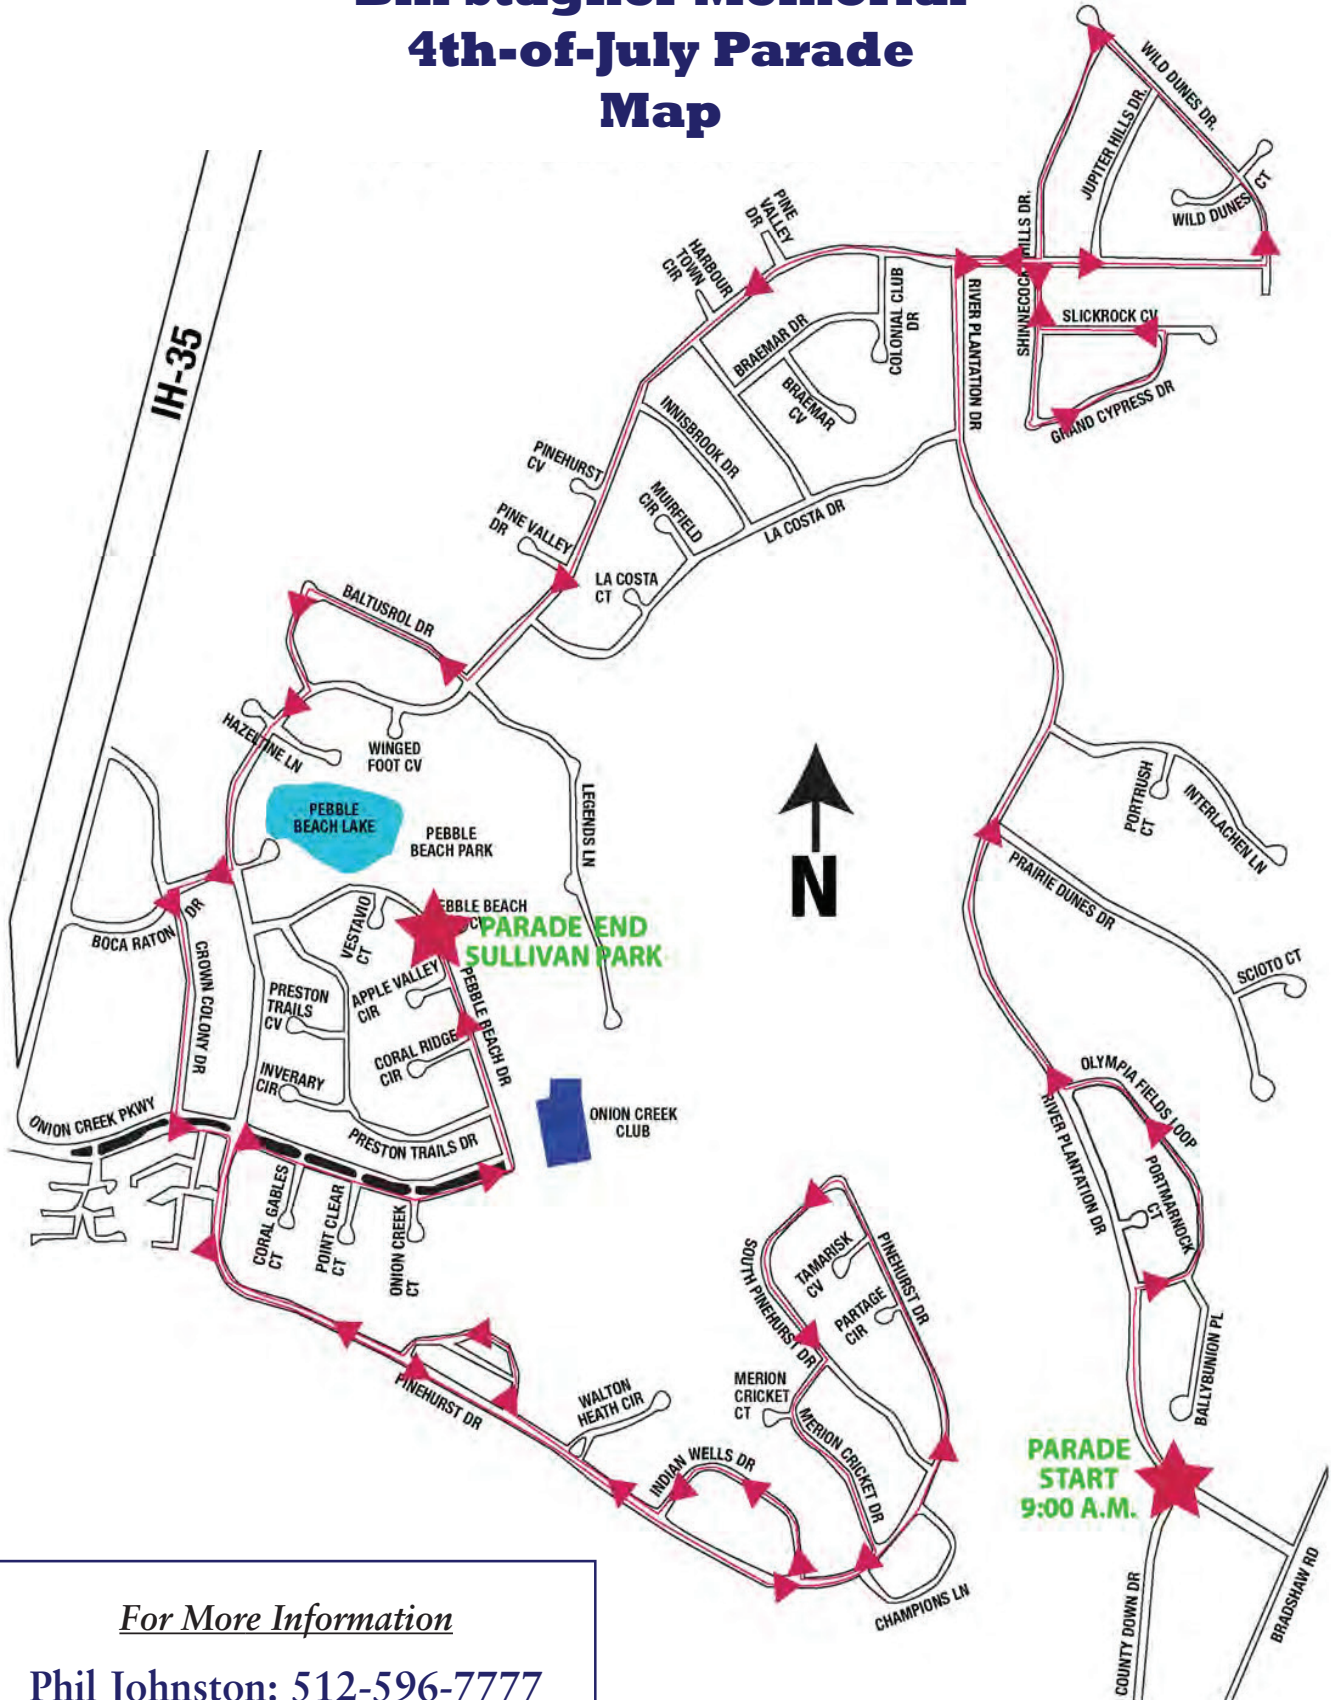 4th-of-July Parade
Map
WILD DUNES DR.
JUPITER HILLS DR.
WILD DUNES CT
SHINNECOCK HILLS DR.
PINE
VALLEY
DR
HARBOUR
TOWN
CIR
RIVER PLANTATION DR
COLONIAL CLUB
DR
SLICKROCK CV
GRAND CYPRESS DR
BRAEMAR DR
BRAEMAR
CV
IH-35
INNISBROOK DR
PINEHURST
CV
MUIRFIELD
CIR
LA COSTA DR
PINE VALLEY
DR
LA COSTA
CT
BALTUSROL DR
HAZELTINE LN
WINGED
FOOT CV
PEBBLE
BEACH LAKE
PEBBLE
BEACH PARK
LEGENDS LN
N
PORTRUSH
CT
INTERLACHEN LN
PRAIRIE DUNES DR
SCIOTO CT
EBBLE BEACH
CV
PARADE END
SULLIVAN PARK
VESTAVIO
CT
BOCA RATON DR
CROWN COLONY DR
APPLE VALLEY
CIR
PEBBLE BEACH DR
PRESTON
TRAILS
CV
CORAL RIDGE
CIR
INVERARY
CIR
ONION CREEK PKWY
PRESTON TRAILS DR
ONION CREEK
CLUB
OLYMPIA FIELDS LOOP
RIVER PLANTATION DR
PORTMARNOCK
CT
CORAL GABLES
CT
POINT CLEAR
CT
ONION CREEK
CT
SOUTH PINEHURST DR
TAMARISK
CV
PINEHURST DR
PARTAGE
CIR
BALLYBUNION PL
MERION
CRICKET
CT
MERION CRICKET DR
PINEHURST DR
WALTON
HEATH CIR
INDIAN WELLS DR
PARADE
START
9:00 A.M.
CHAMPIONS LN
COUNTY DOWN DR
BRADSHAW RD
For More Information
Phil Johnston: 512-596-7777